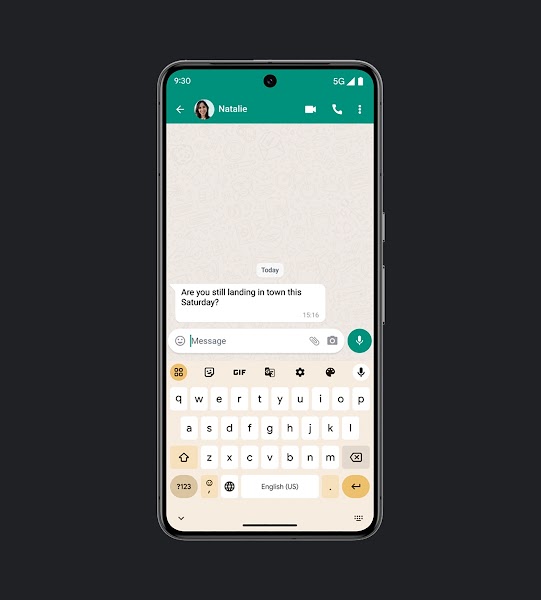 9:30 5G
Natalie
Today
Are you still landing in town this
Saturday?
15:16
Message
GIF
q w e r t y u i o p
a s d f g h j k l
z x c v b n m
?123 , English (US) .